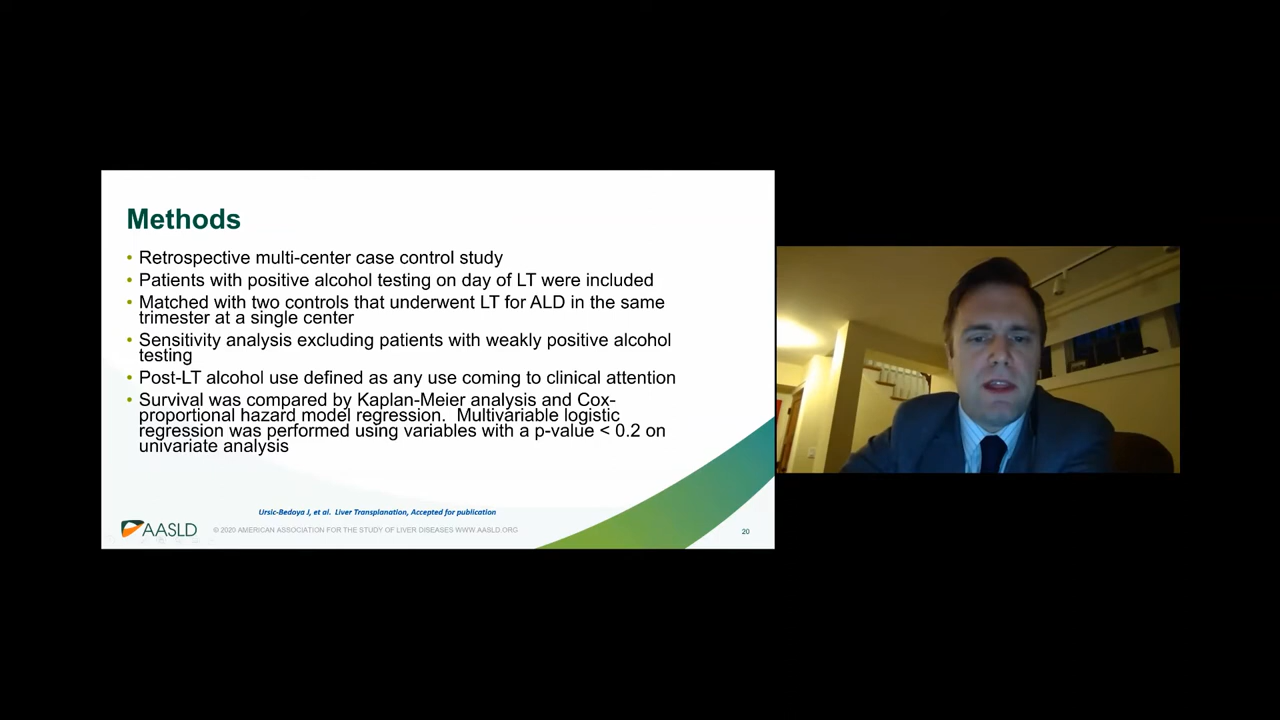 Methods
• Retrospective multi-center case control study
• Patients with positive alcohol testing on day of LT were included
• Matched with two controls that underwent LT for ALD in the same
trimester at a single center
• Sensitivity analysis excluding patients with weakly positive alcohol
testing
• Post-LT alcohol use defined as any use coming to clinical attention
• Survival was compared by Kaplan-Meier analysis and Cox-
proportional hazard model regression.  Multivariable logistic
regression was performed using variables with a p-value < 0.2 on
univariate analysis
Ursic-Bedoya J, et al.  Liver Transplanation, Accepted for publication
AASLD
© 2020 AMERICAN ASSOCIATION FOR THE STUDY OF LIVER DISEASES WWW.AASLD.ORG
20